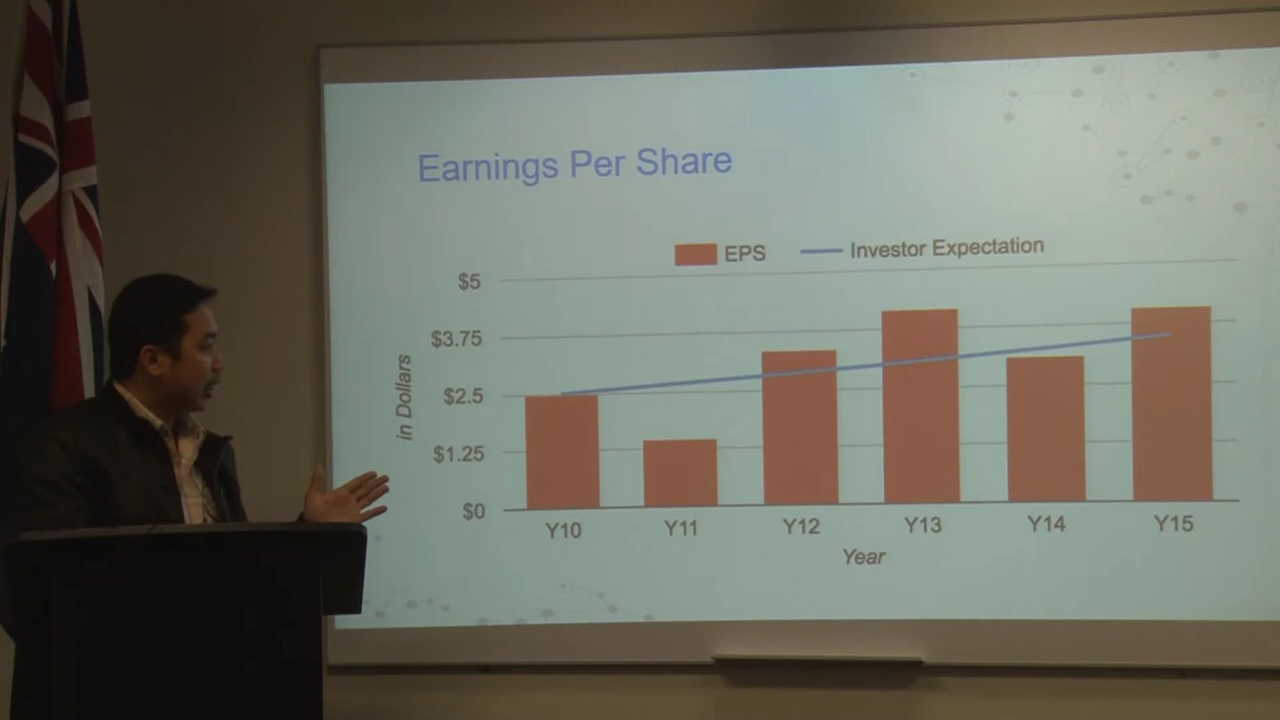 Earnings Per Share
EPS
Investor Expectation
$5
$3.75
$2.5
$1.25
$0
in Dollars
Y10
Y11
Y12
Y13
Y14
Y15
Year